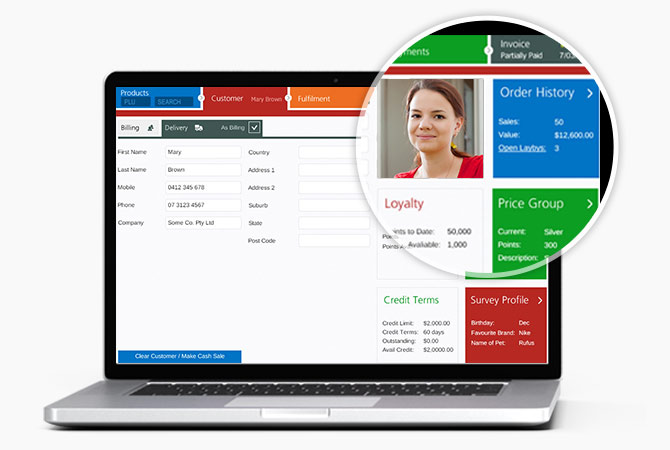 Products
PLU SEARCH
Customer Mary Brown
Fulfilment
Invoice
Partially Paid
Billing
Delivery
As Billing
First Name Mary
Last Name Brown
Mobile 0412 345 678
Phone 07 3123 4567
Company Some Co. Pty Ltd
Country
Address 1
Address 2
Suburb
State
Post Code
Clear Customer / Make Cash Sale
Order History
Sales: 50
Value: $12,600.00
Open Laybys: 3
Loyalty
Points to Date: 50,000
Available: 1,000
Price Group
Current: Silver
Points: 300
Description:
Credit Terms
Credit Limit: $2,000.00
Credit Terms: 60 days
Outstanding: $0.00
Avail Credit: $2,0000.00
Survey Profile
Birthday: Dec
Favourite Brand: Nike
Name of Pet: Rufus